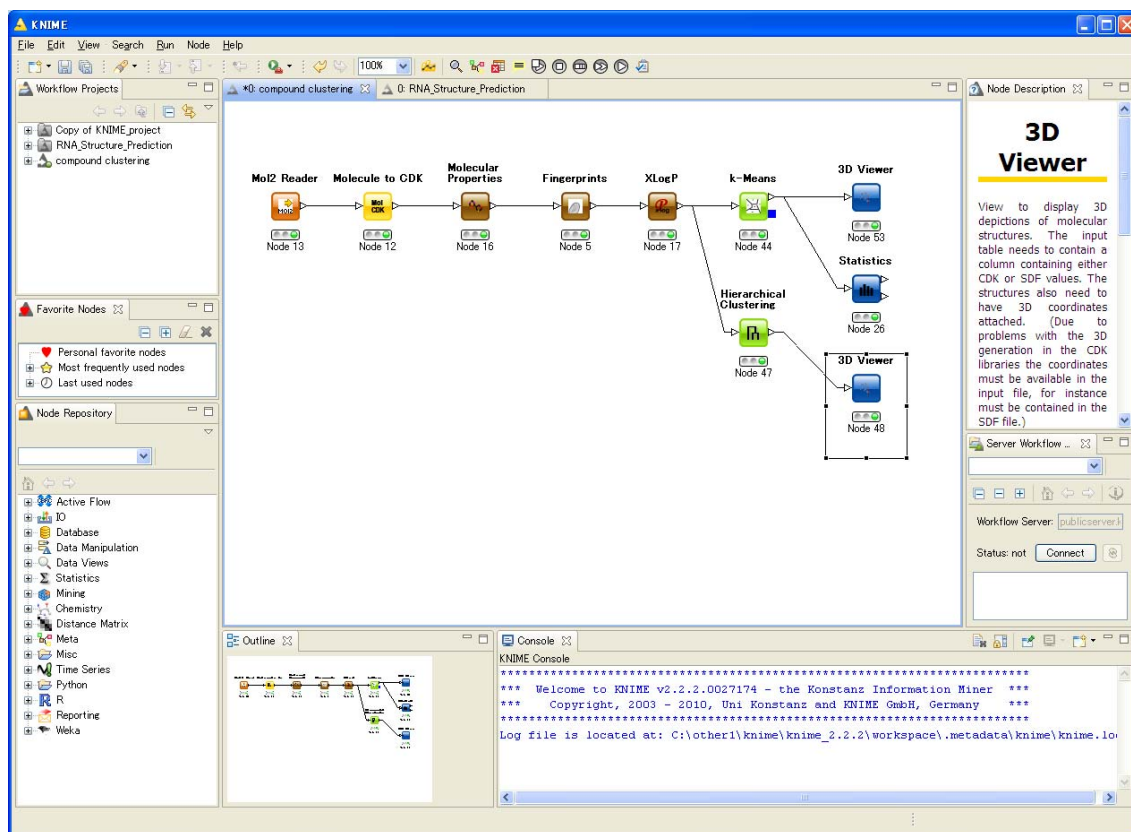 KNIME
File Edit View Search Run Node Help
100%
Workflow Projects
Copy of KNIME_project
RNA_Structure_Prediction
compound clustering
Favorite Nodes
Personal favorite nodes
Most frequently used nodes
Last used nodes
Node Repository
Active Flow
IO
Database
Data Manipulation
Data Views
Statistics
Mining
Chemistry
Distance Matrix
Meta
Misc
Time Series
Python
R
Reporting
Weka
*0: compound clustering
0: RNA_Structure_Prediction
Mol2 Reader
Node 13
Molecule to CDK
Mol
CDK
Node 12
Molecular
Properties
Node 16
Fingerprints
Node 5
XLogP
Node 17
k-Means
Node 44
3D Viewer
Node 53
Statistics
Node 26
Hierarchical
Clustering
Node 47
3D Viewer
Node 48
Node Description
3D
Viewer
View to display 3D
depictions of molecular
structures. The input
table needs to contain a
column containing either
CDK or SDF values. The
structures also need to
have 3D coordinates
attached. (Due to
problems with the 3D
generation in the CDK
libraries the coordinates
must be available in the
input file, for instance
must be contained in the
SDF file.)
Server Workflow ...
Workflow Server: publicserver.k
Status: not Connect
Outline
Console
KNIME Console
***********************************************************************
*** Welcome to KNIME v2.2.2.0027174 - the Konstanz Information Miner ***
*** Copyright, 2003 - 2010, Uni Konstanz and KNIME GmbH, Germany ***
***********************************************************************
Log file is located at: C:\other1\knime\knime_2.2.2\workspace\.metadata\knime\knime.lo